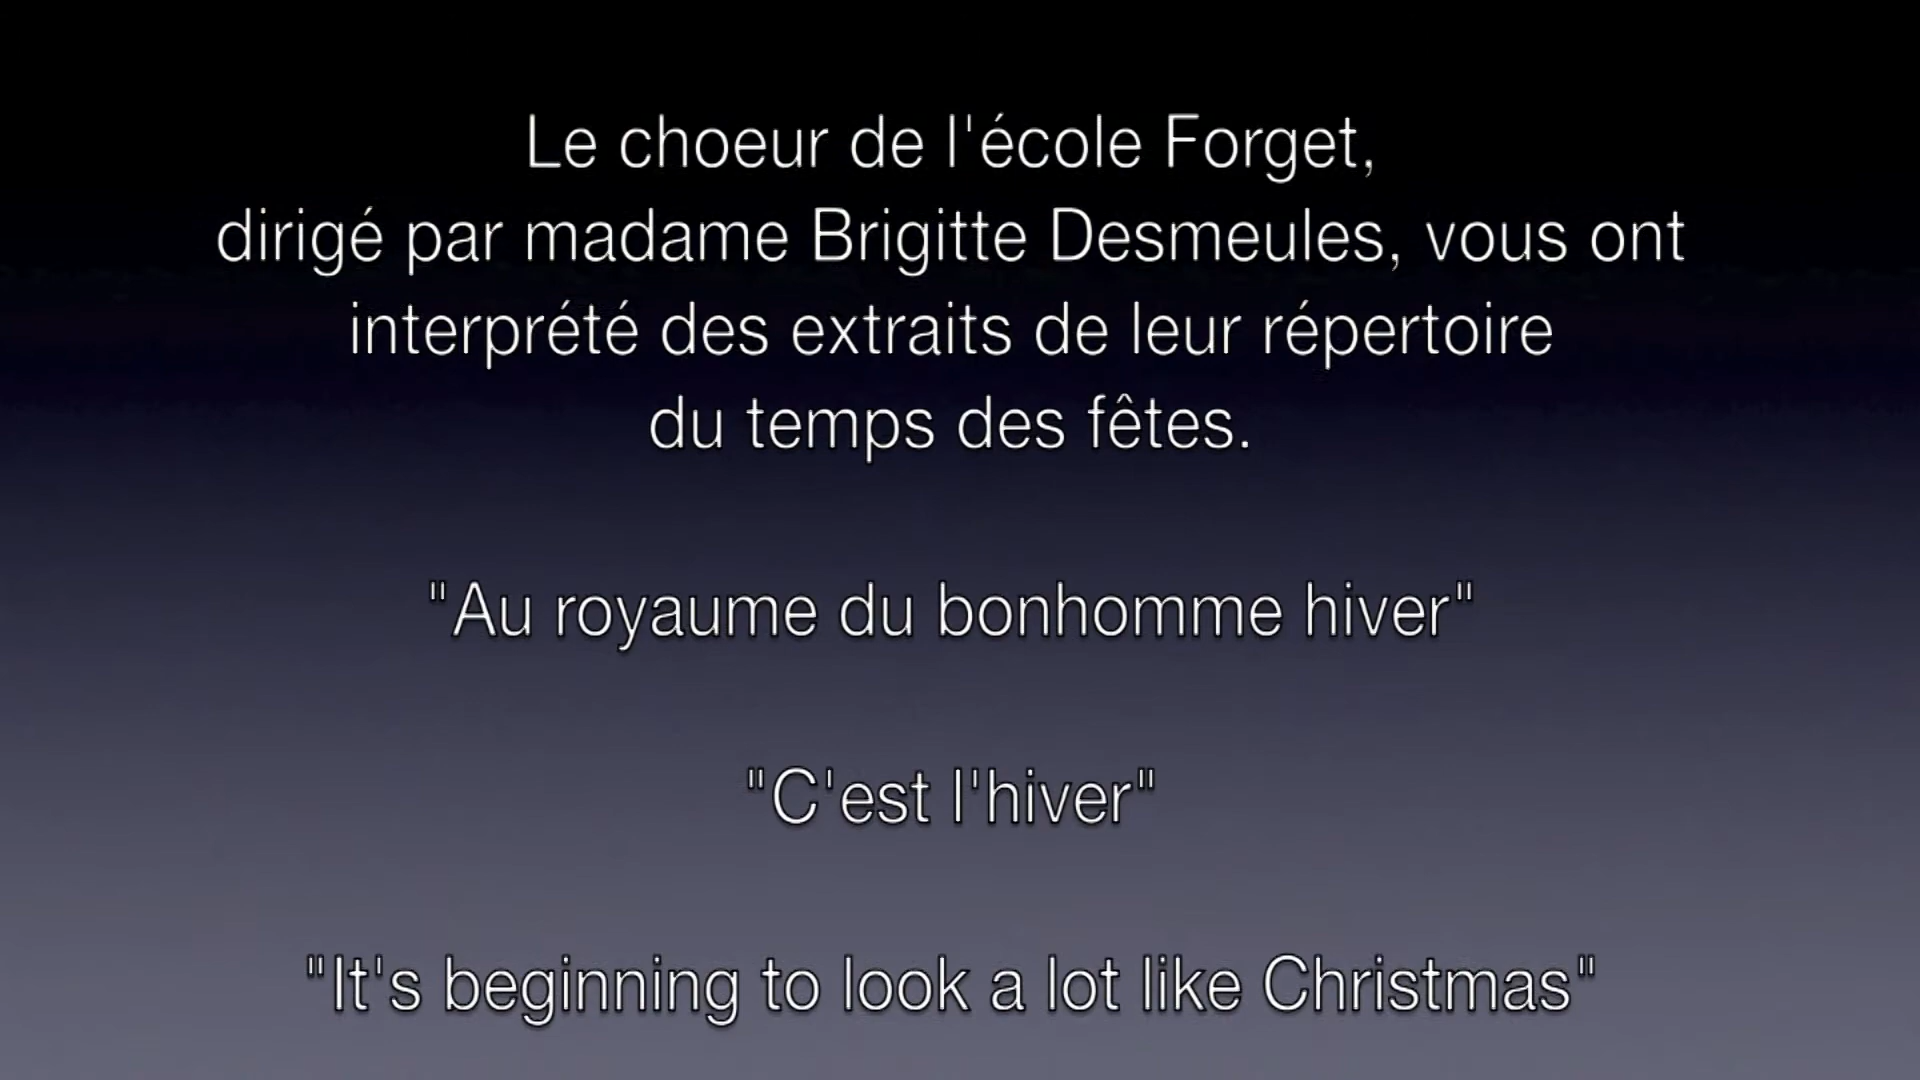 Le choeur de l'école Forget,
dirigé par madame Brigitte Desmeules, vous ont
interprété des extraits de leur répertoire
du temps des fêtes.
"Au royaume du bonhomme hiver"
"C'est l'hiver"
"It's beginning to look a lot like Christmas"